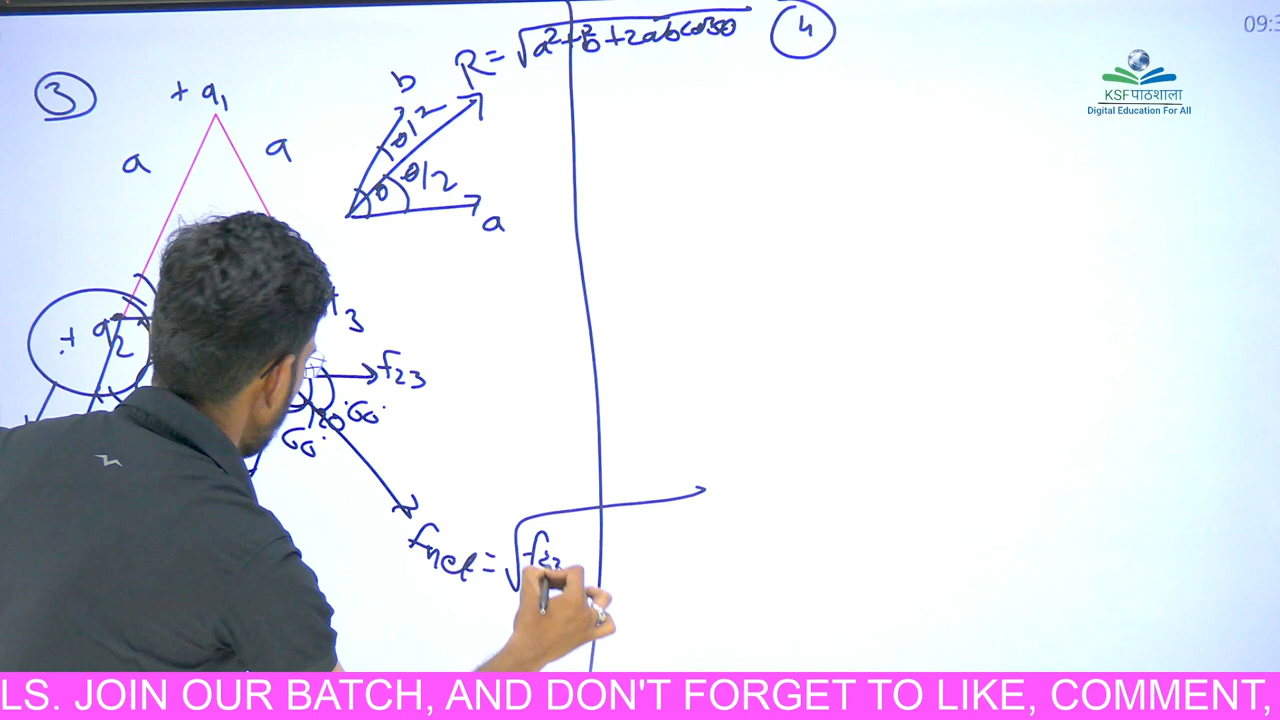 R = √a²+b²+2abcosθ
4
09:3
3
+ q₁
b
a
a
θ/2
θ
θ/2
a
KSFपाठशाला
Digital Education For All
+ q₂
3
f₂₃
120°
60°
60°
fnet = √f₂₃
LS. JOIN OUR BATCH, AND DON'T FORGET TO LIKE, COMMENT,